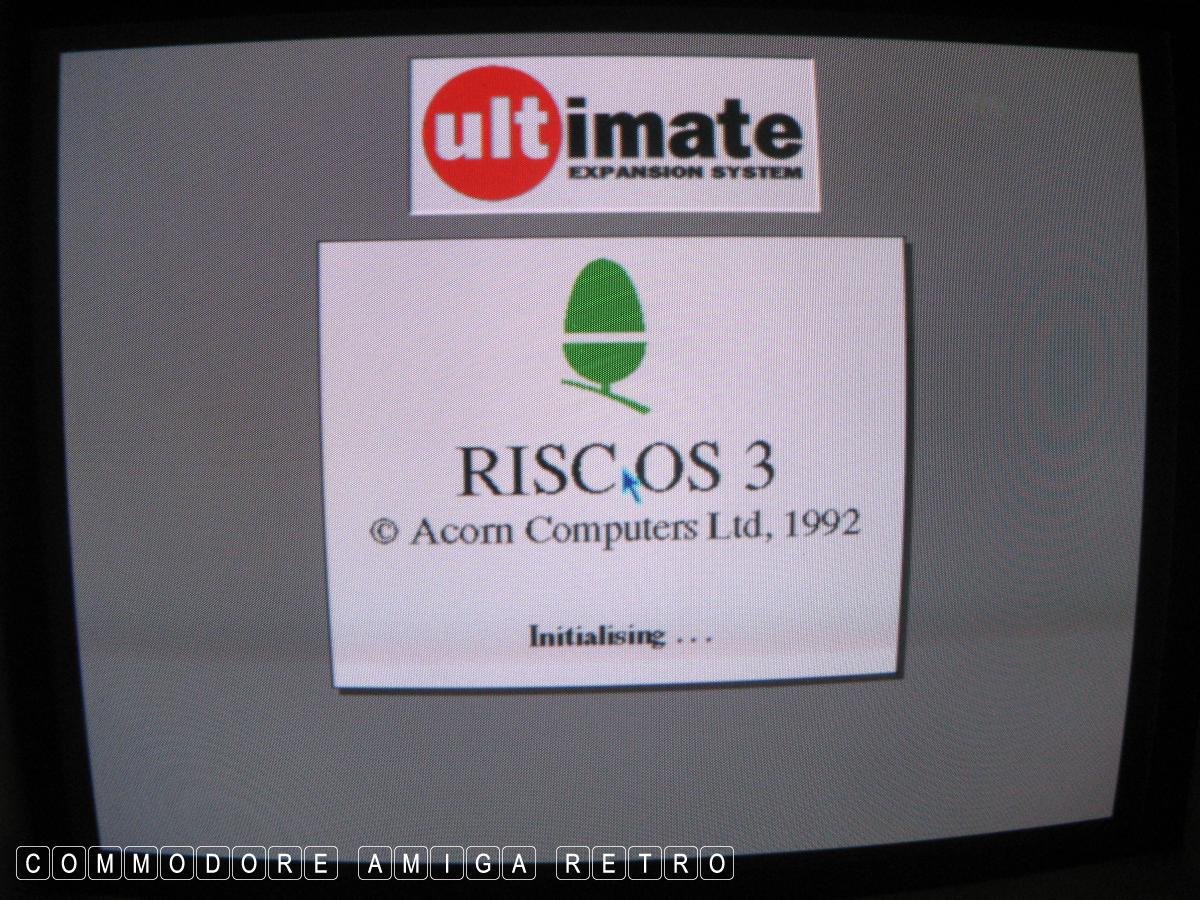 ultimate
EXPANSION SYSTEM
RISC OS 3
© Acorn Computers Ltd, 1992
Initialising . . .
COMMODORE AMIGA RETRO